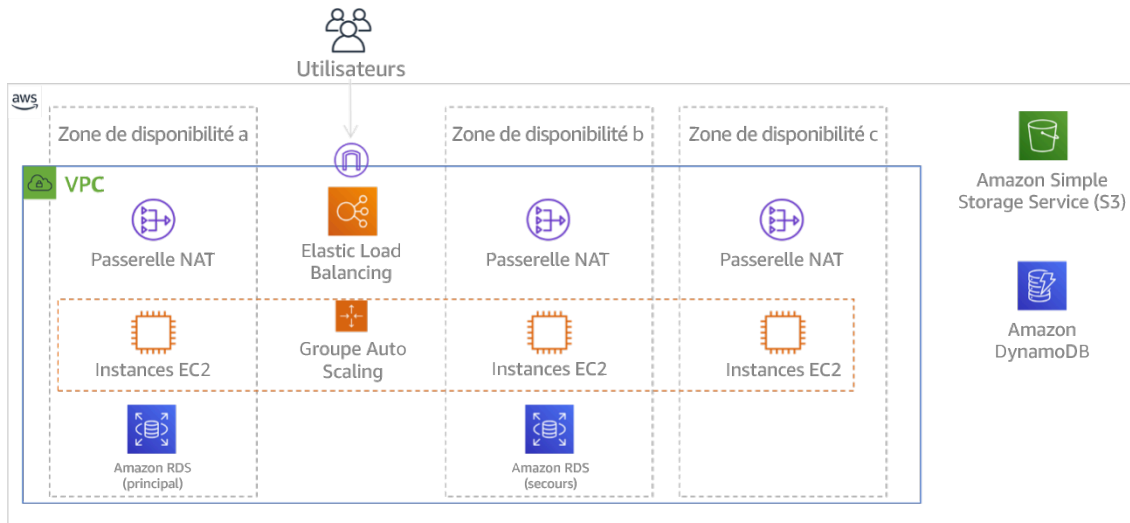 Utilisateurs
aws
Zone de disponibilité a
Zone de disponibilité b
Zone de disponibilité c
VPC
Passerelle NAT
Elastic Load
Balancing
Passerelle NAT
Passerelle NAT
Amazon Simple
Storage Service (S3)
Instances EC2
Groupe Auto
Scaling
Instances EC2
Instances EC2
Amazon
DynamoDB
Amazon RDS
(principal)
Amazon RDS
(secours)